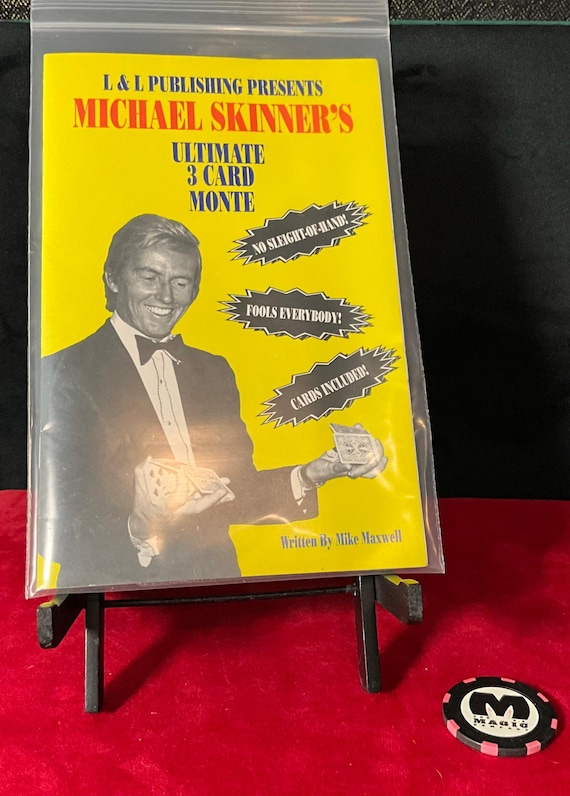 L & L PUBLISHING PRESENTS
MICHAEL SKINNER'S
ULTIMATE
3 CARD
MONTE
NO SLEIGHT-OF-HAND!
FOOLS EVERYBODY!
CARDS INCLUDED!
Written By Mike Maxwell
M
MAGIC